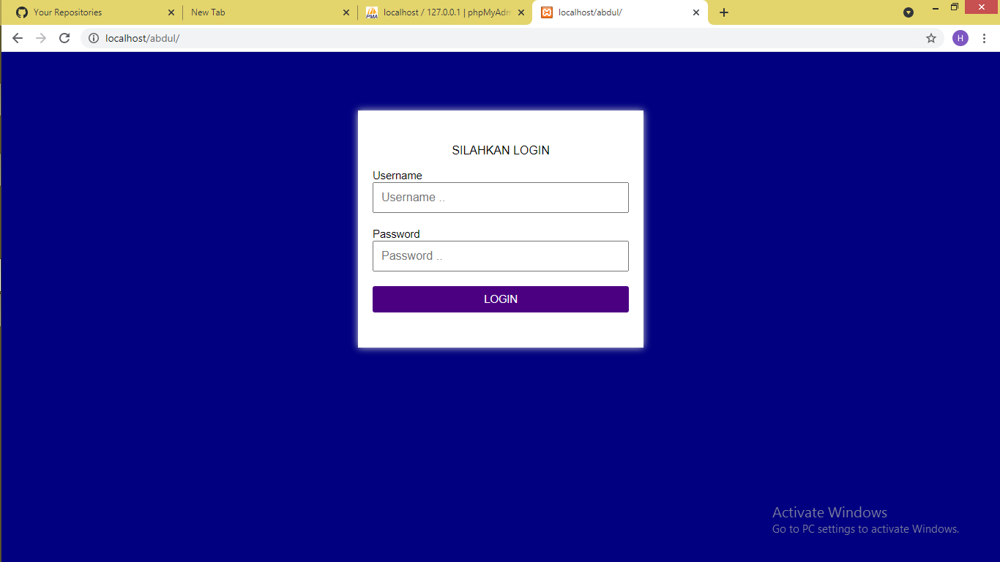 Your Repositories
New Tab
PMA
localhost / 127.0.0.1 | phpMyAdm
localhost/abdul/
localhost/abdul/
H
SILAHKAN LOGIN
Username
Username ..
Password
Password ..
LOGIN
Activate Windows
Go to PC settings to activate Windows.